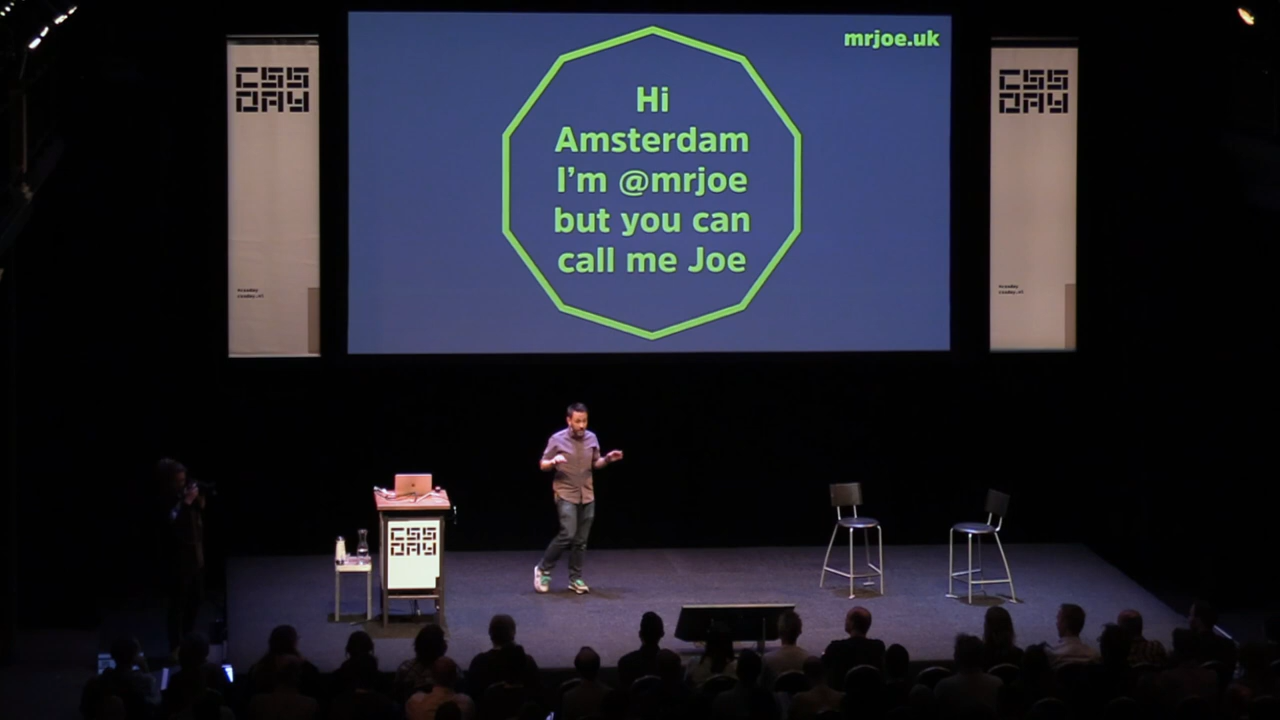 mrjoe.uk
Hi
Amsterdam
I'm @mrjoe
but you can
call me Joe
CSS
DAY
CSS
DAY
CSS
DAY